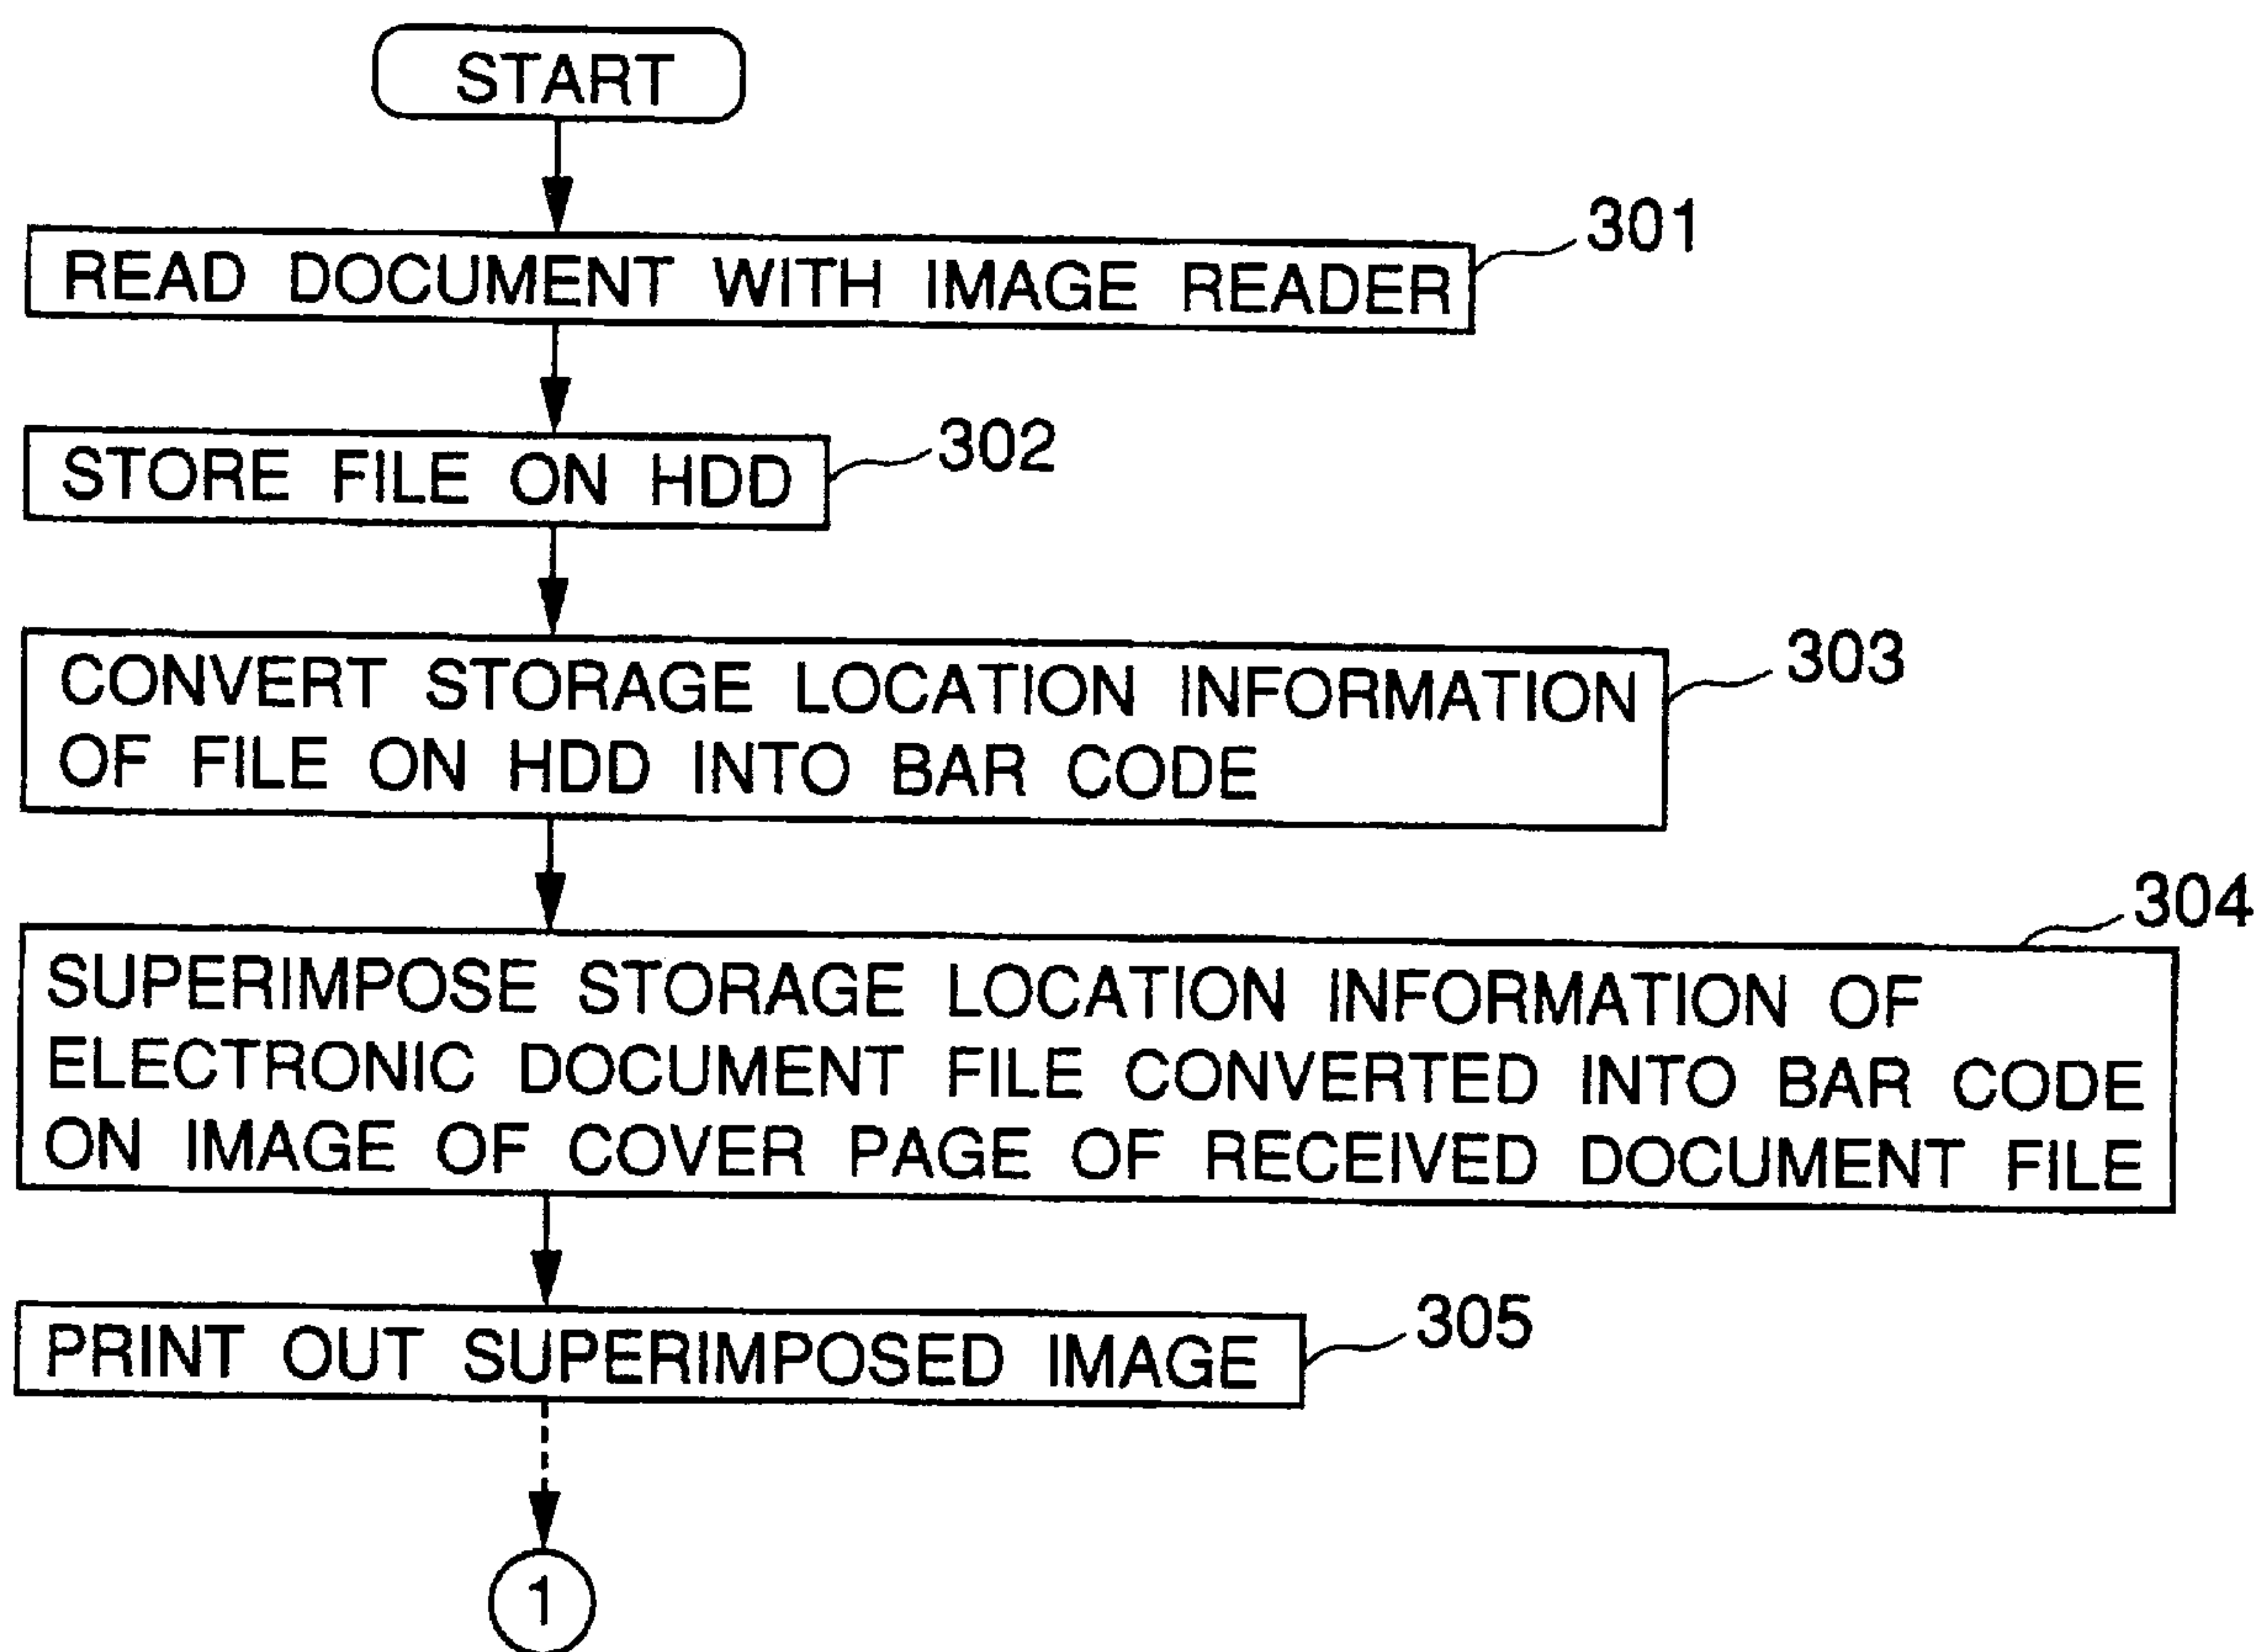 START
301
READ DOCUMENT WITH IMAGE READER
302
STORE FILE ON HDD
303
CONVERT STORAGE LOCATION INFORMATION
OF FILE ON HDD INTO BAR CODE
304
SUPERIMPOSE STORAGE LOCATION INFORMATION OF
ELECTRONIC DOCUMENT FILE CONVERTED INTO BAR CODE
ON IMAGE OF COVER PAGE OF RECEIVED DOCUMENT FILE
305
PRINT OUT SUPERIMPOSED IMAGE
1